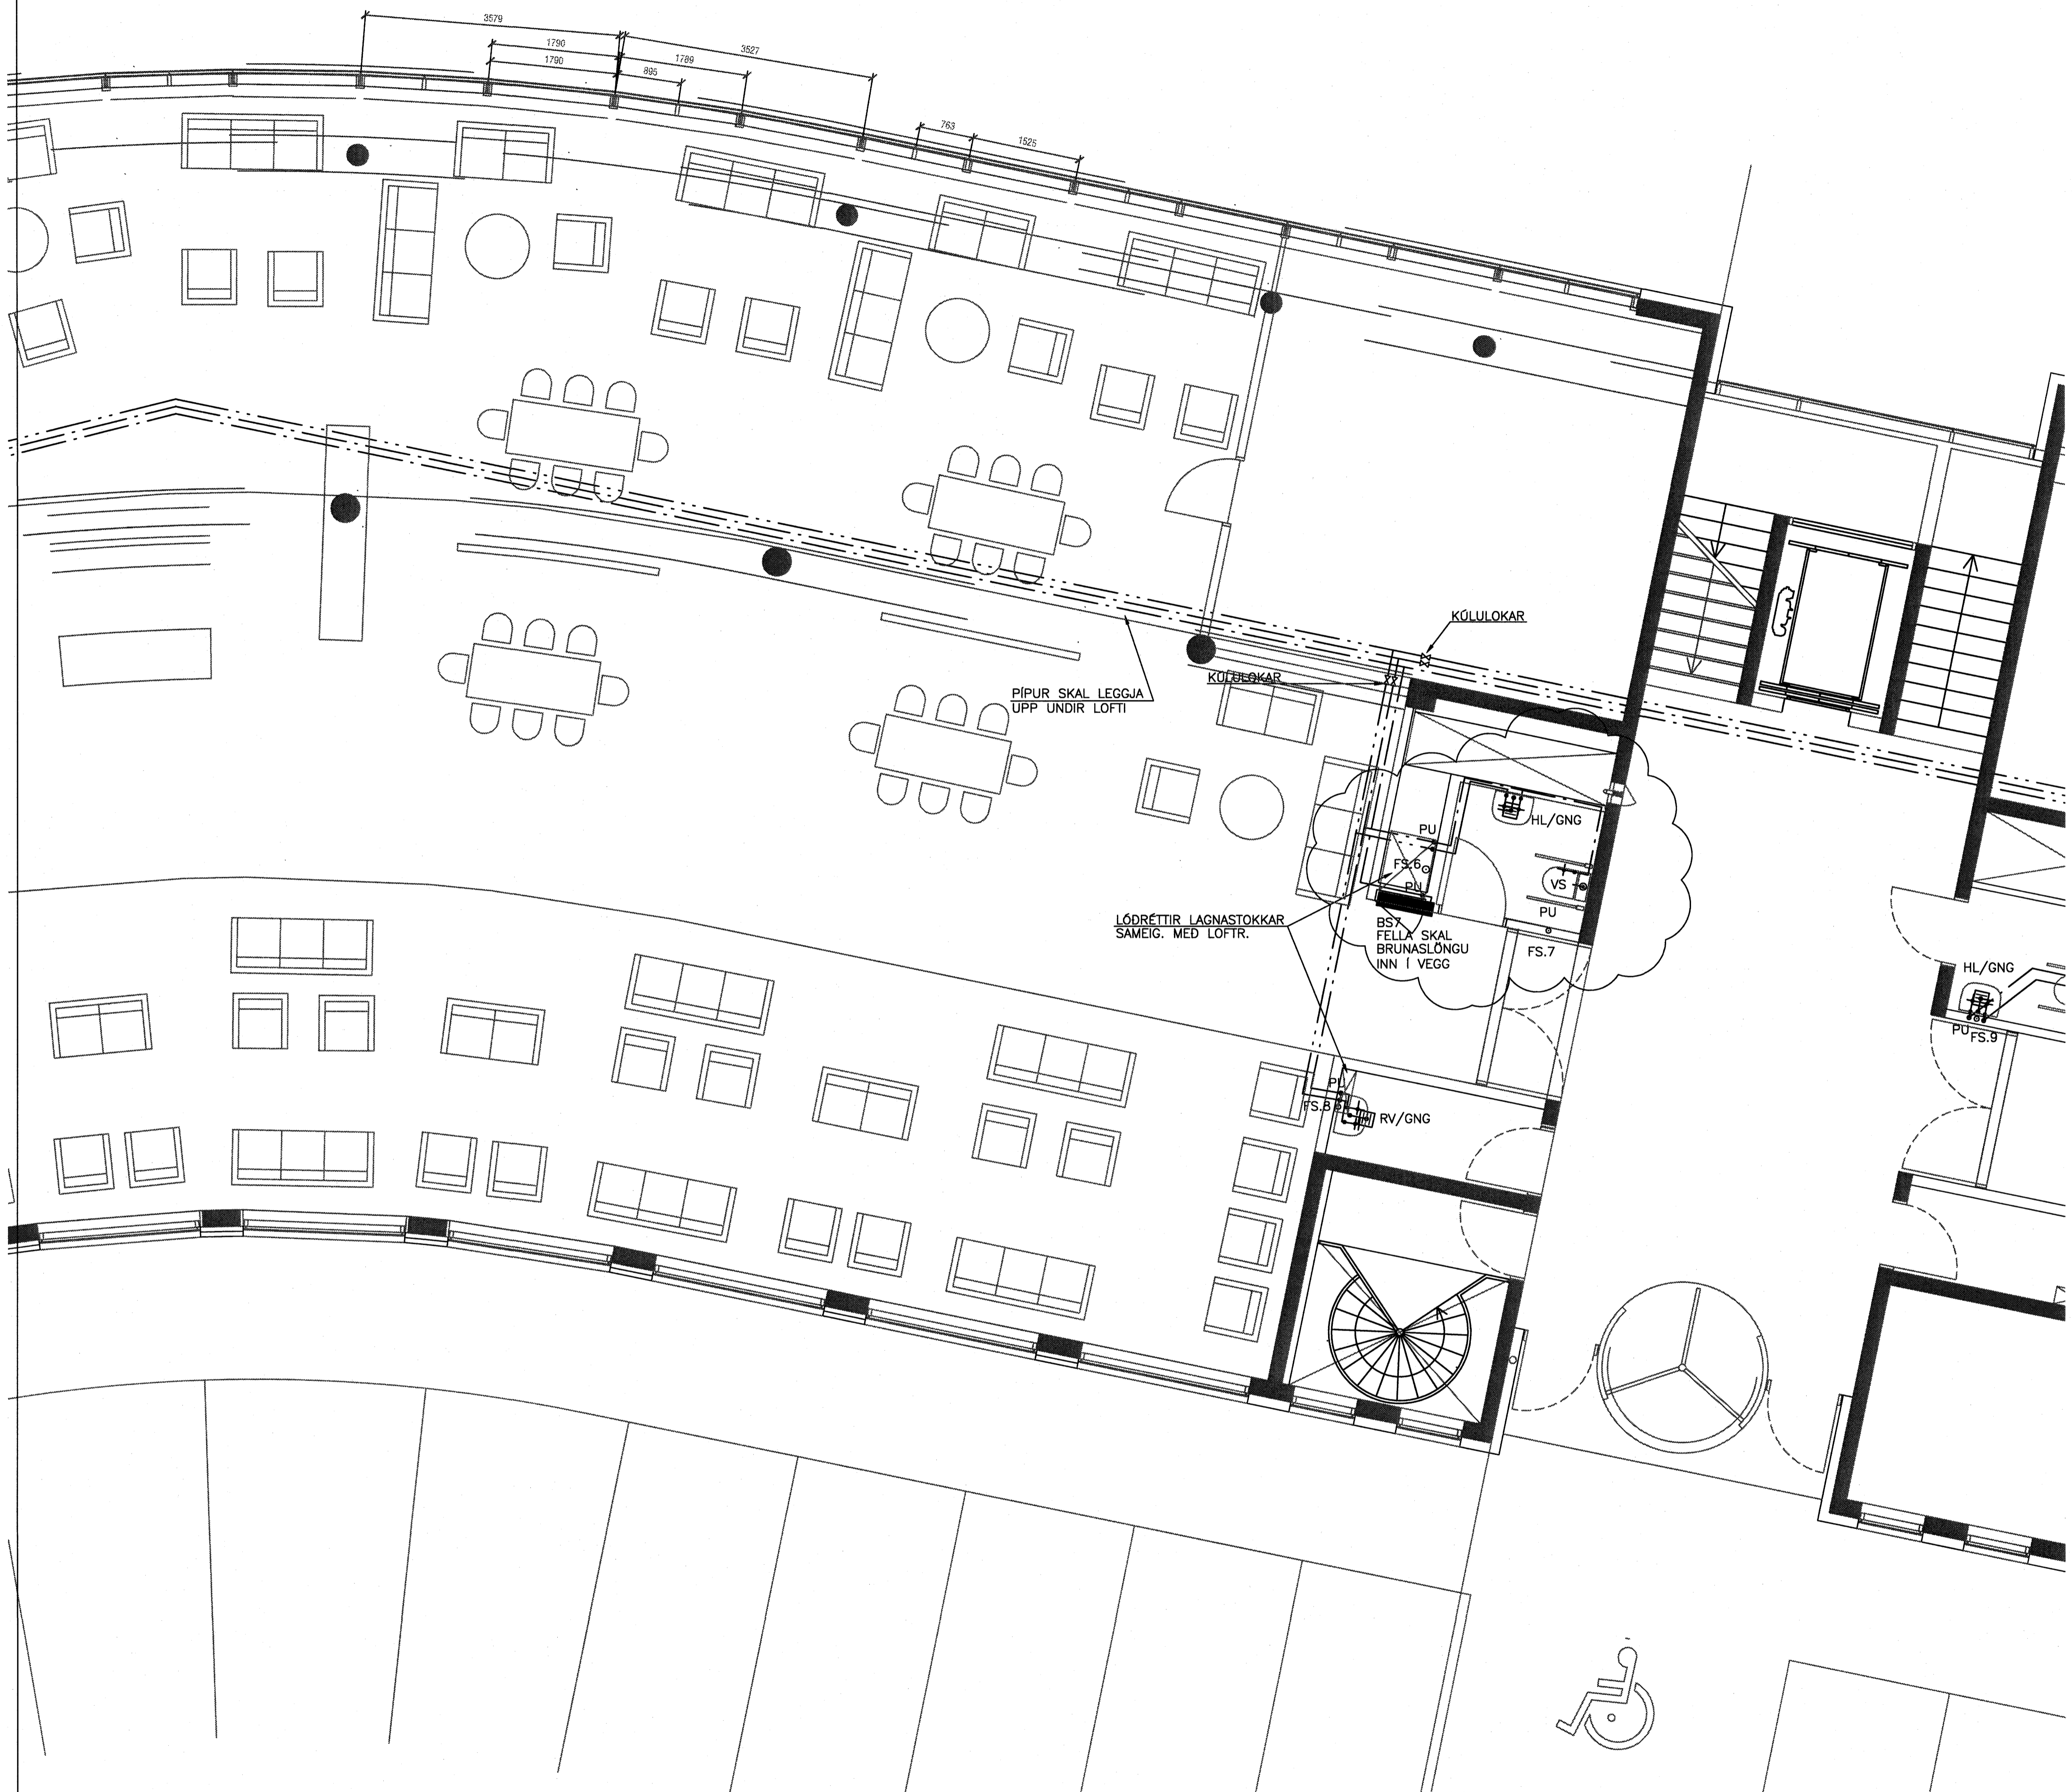 3579
1790
3527
1790
1789
895
763
1525
KÚLULOKAR
KÚLULOKAR
PÍPUR SKAL LEGGJA
UPP UNDIR LOFTI
PU
HL/GNG
FS.6
PU
VS
PU
FS.7
LÓÐRÉTTIR LAGNASTOKKAR
SAMEIG. MEÐ LOFTR.
BS7
FELLA SKAL
BRUNASLÖNGU
INN Í VEGG
HL/GNG
PU
FS.9
PU
FS.8
RV/GNG